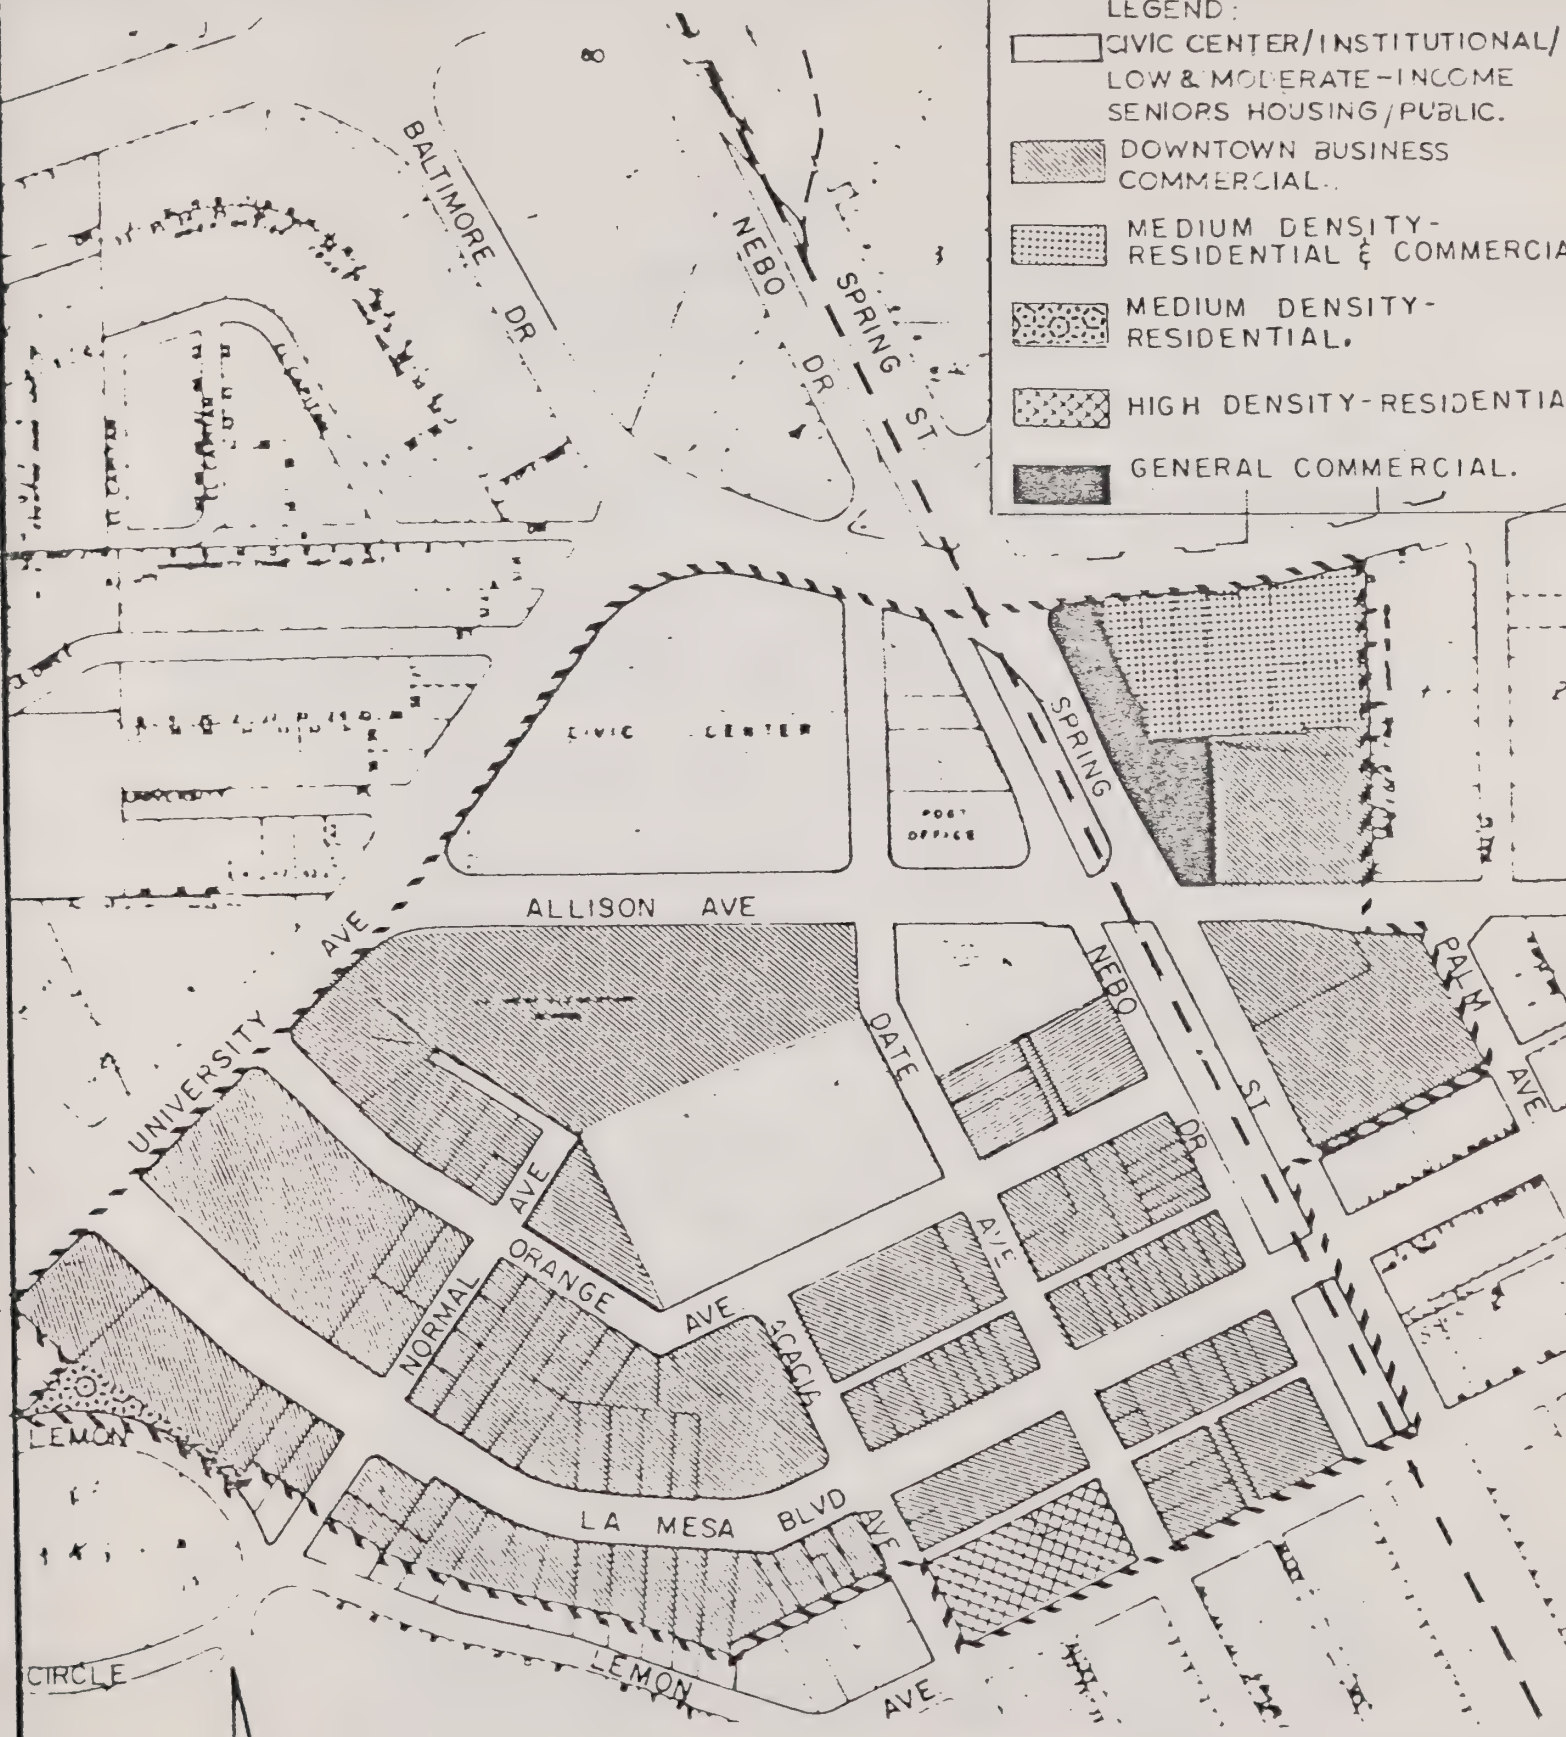 LEGEND:
CIVIC CENTER/INSTITUTIONAL/
LOW & MODERATE-INCOME
SENIORS HOUSING/PUBLIC.
DOWNTOWN BUSINESS
COMMERCIAL..
MEDIUM DENSITY-
RESIDENTIAL & COMMERCIA
MEDIUM DENSITY-
RESIDENTIAL.
HIGH DENSITY-RESIDENTIA
GENERAL COMMERCIAL.
BALTIMORE DR
NEBO DR
SPRING ST
CIVIC CENTER
SPRING
POST
OFFICE
ALLISON AVE
UNIVERSITY AVE
DATE
NEBO
PALM
ST
AVE
DR
AVE
ORANGE
AVE
NORMAL
AVE
ACACIA
LEMON
LA MESA BLVD
AVE
CIRCLE
LEMON
AVE